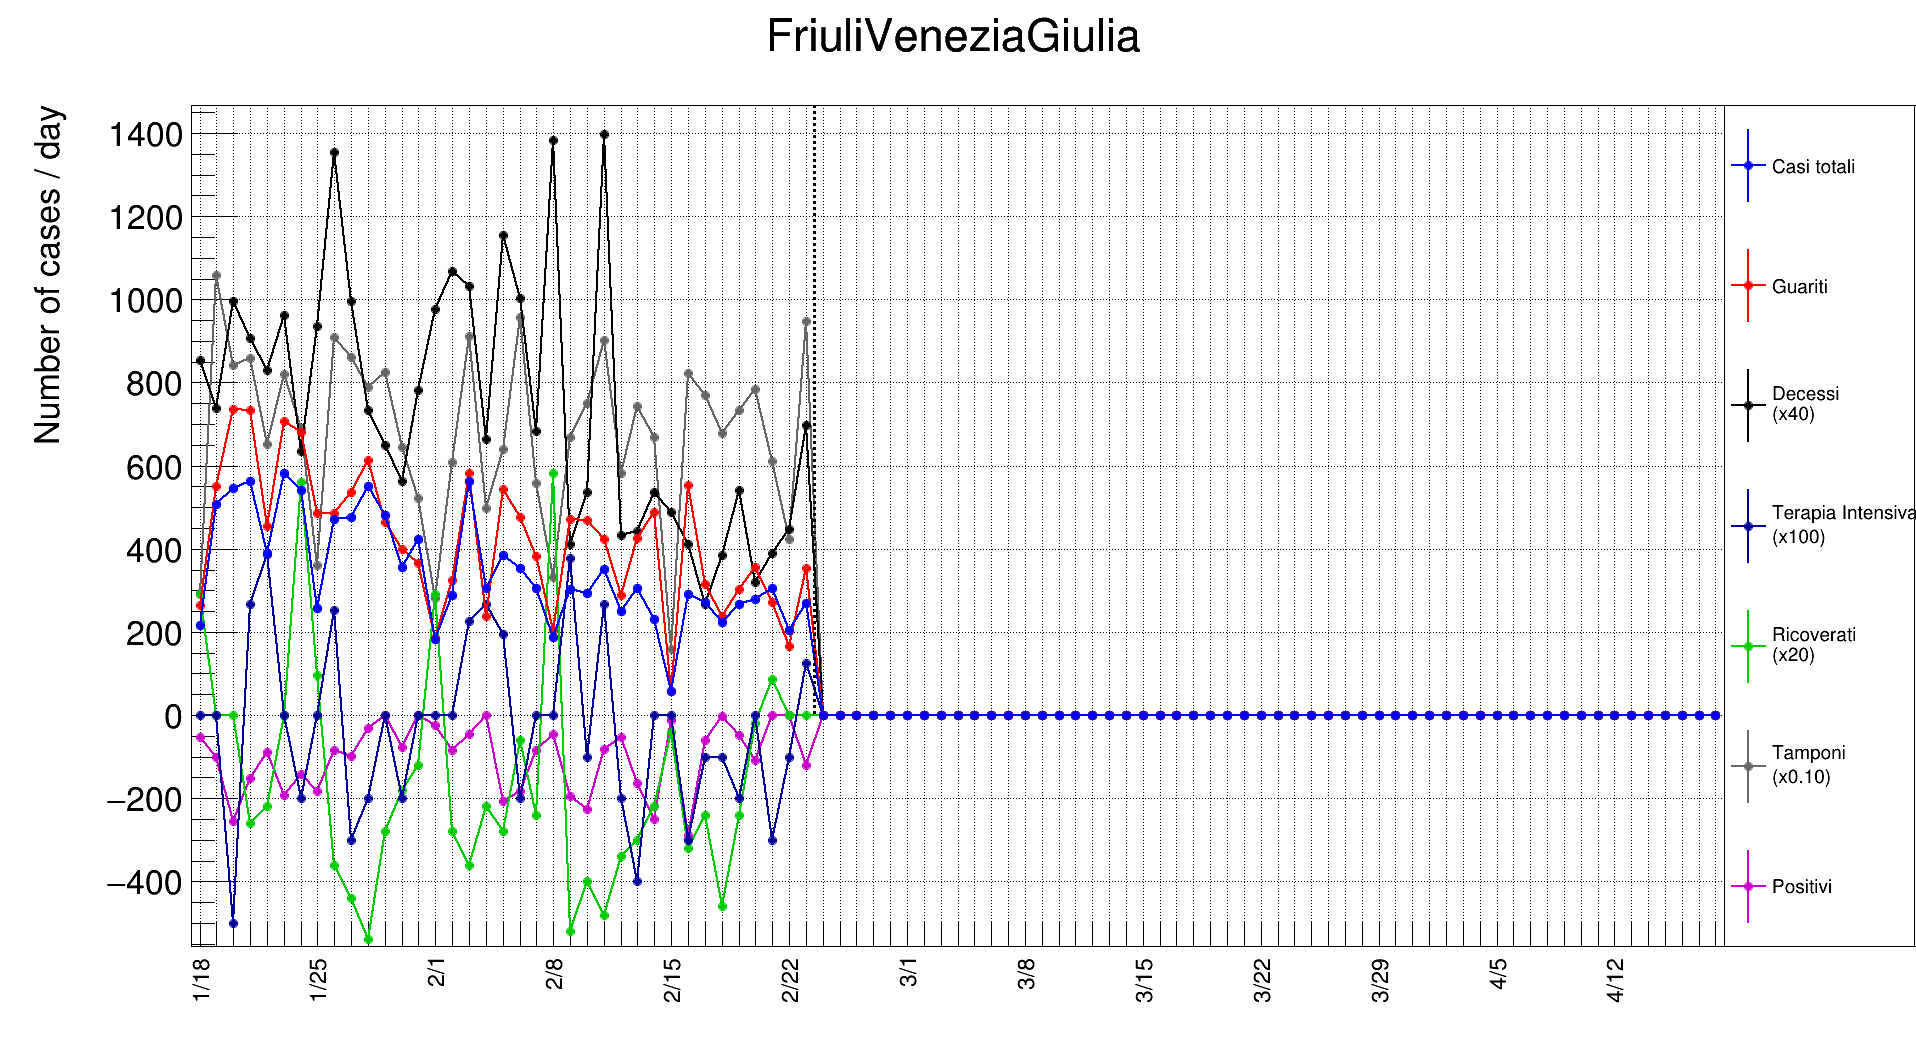 FriuliVeneziaGiulia
Number of cases / day
1400
1200
1000
800
600
400
200
0
−200
−400
1/18
1/25
2/1
2/8
2/15
2/22
3/1
3/8
3/15
3/22
3/29
4/5
4/12
Casi totali
Guariti
Decessi
(x40)
Terapia Intensiva
(x100)
Ricoverati
(x20)
Tamponi
(x0.10)
Positivi